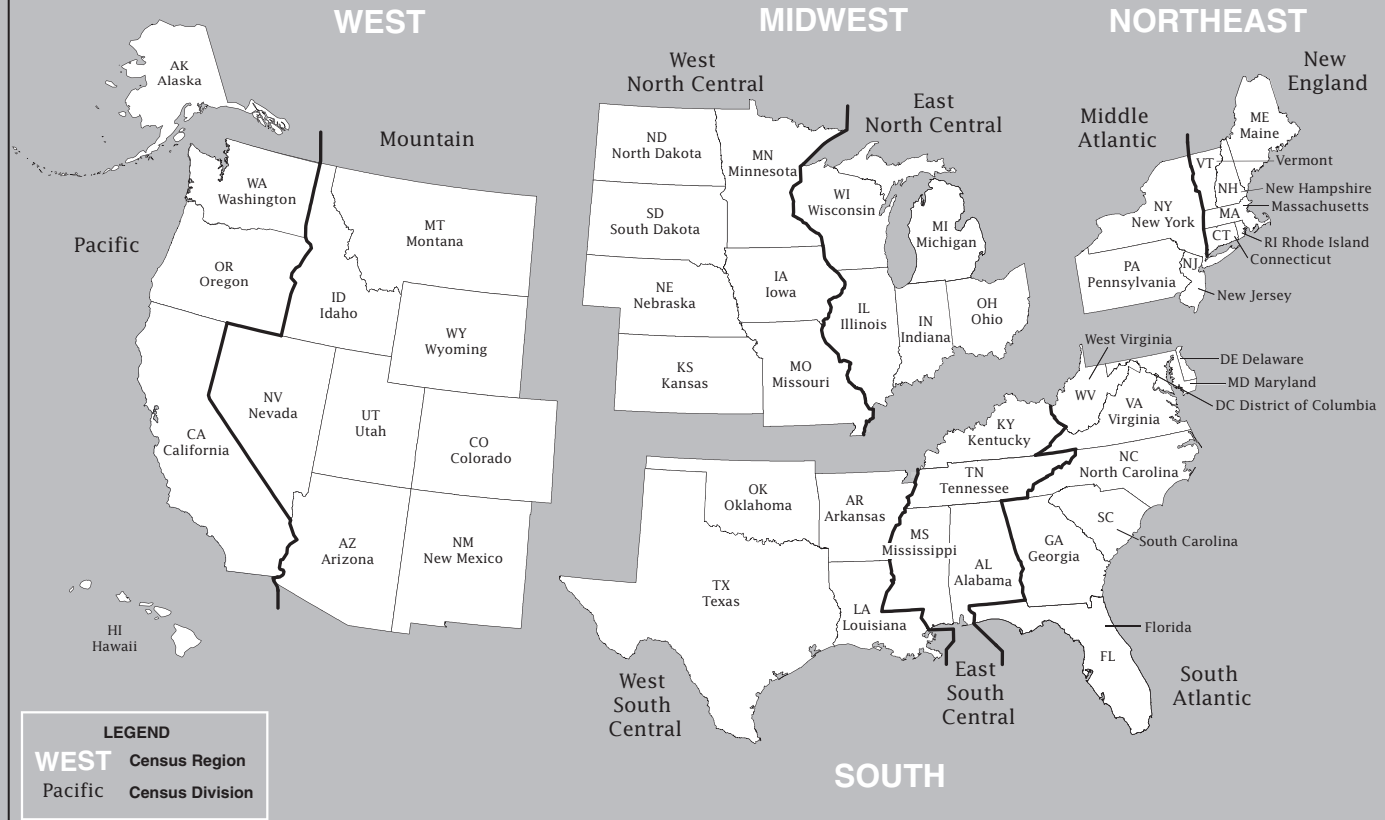 WEST
MIDWEST
NORTHEAST
AK
Alaska
Mountain
WA
Washington
MT
Montana
Pacific
OR
Oregon
ID
Idaho
WY
Wyoming
NV
Nevada
UT
Utah
CO
Colorado
CA
California
AZ
Arizona
NM
New Mexico
HI
Hawaii
West
North Central
East
North Central
ND
North Dakota
MN
Minnesota
WI
Wisconsin
SD
South Dakota
MI
Michigan
IA
Iowa
NE
Nebraska
IL
Illinois
IN
Indiana
OH
Ohio
KS
Kansas
MO
Missouri
New
England
Middle
Atlantic
ME
Maine
VT
Vermont
NH
New Hampshire
Massachusetts
MA
NY
New York
CT
RI Rhode Island
Connecticut
PA
Pennsylvania
NJ
New Jersey
West Virginia
DE Delaware
MD Maryland
DC District of Columbia
WV
VA
Virginia
KY
Kentucky
NC
North Carolina
TN
Tennessee
OK
Oklahoma
AR
Arkansas
SC
South Carolina
MS
Mississippi
GA
Georgia
AL
Alabama
TX
Texas
LA
Louisiana
Florida
FL
West
South
Central
East
South
Central
South
Atlantic
SOUTH
LEGEND
WEST Census Region
Pacific Census Division